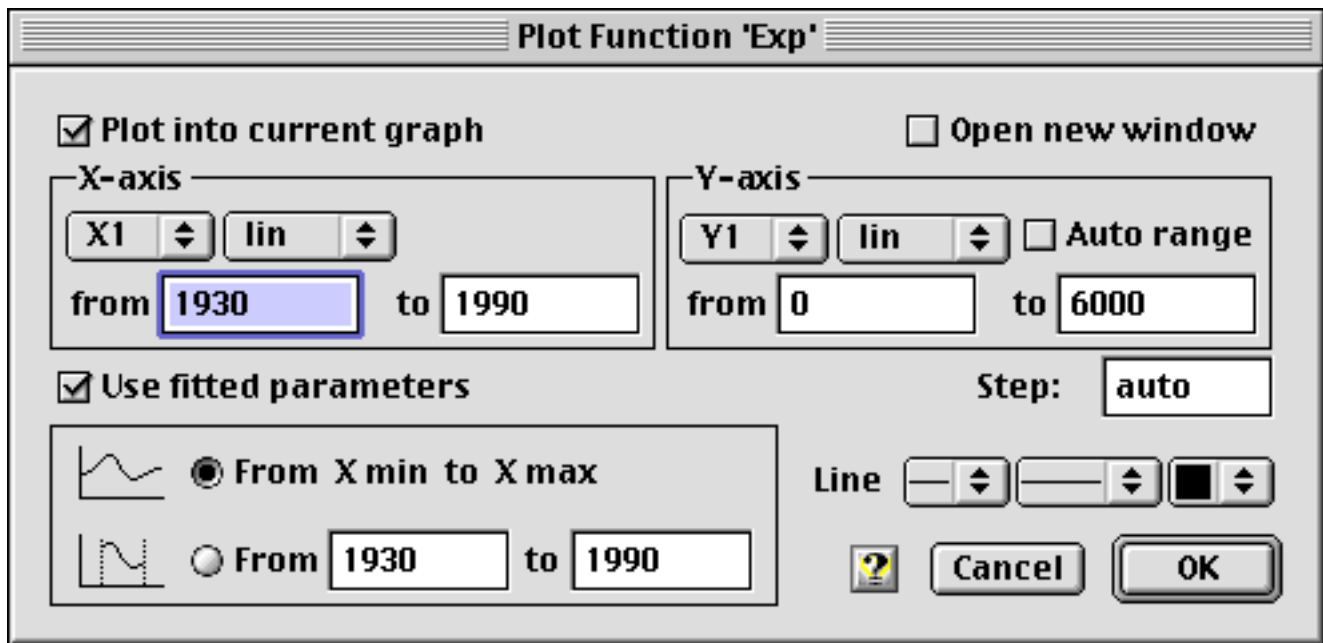 Plot Function 'Exp'
Plot into current graph Open new window
X-axis Y-axis
X1 lin Y1 lin Auto range
from 1930 to 1990 from 0 to 6000
Use fitted parameters Step: auto
From X min to X max Line
From 1930 to 1990 ? Cancel OK